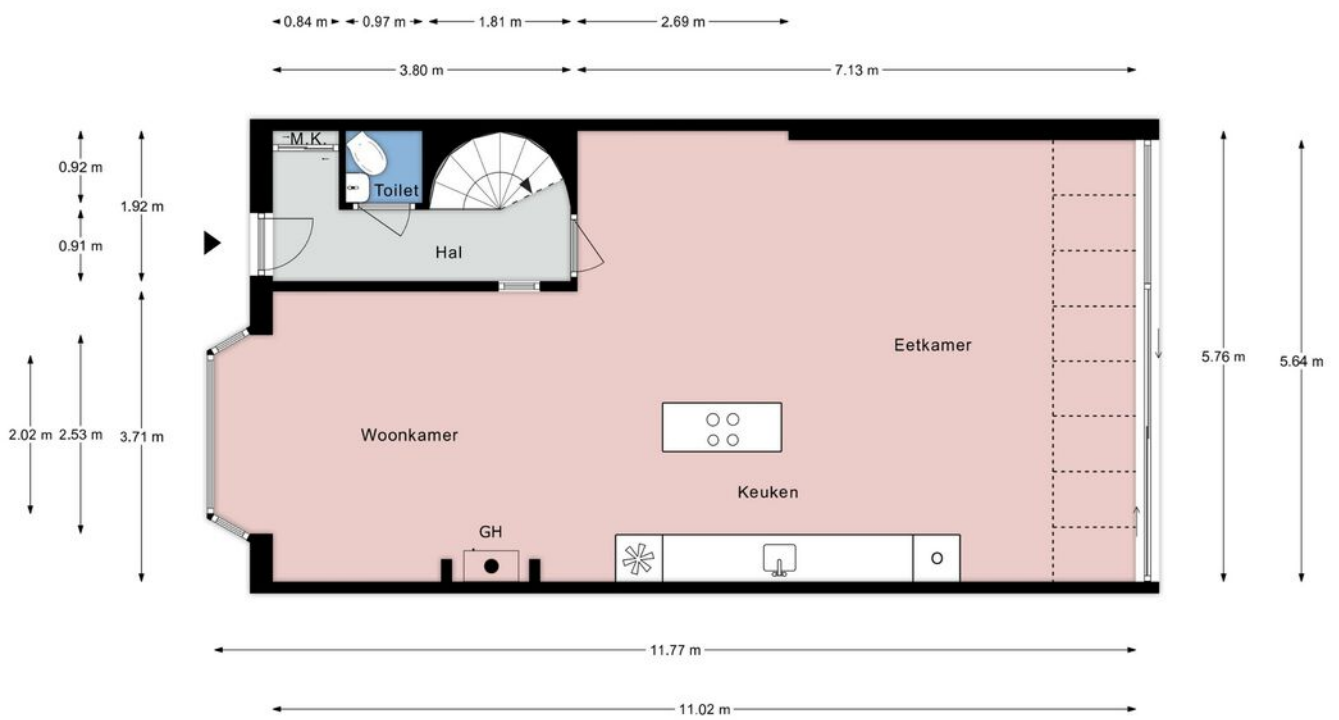 0.84 m
0.97 m
1.81 m
2.69 m
3.80 m
7.13 m
M.K.
0.92 m
Toilet
1.92 m
0.91 m
Hal
Eetkamer
5.76 m
5.64 m
2.02 m
2.53 m
3.71 m
Woonkamer
Keuken
GH
11.77 m
11.02 m